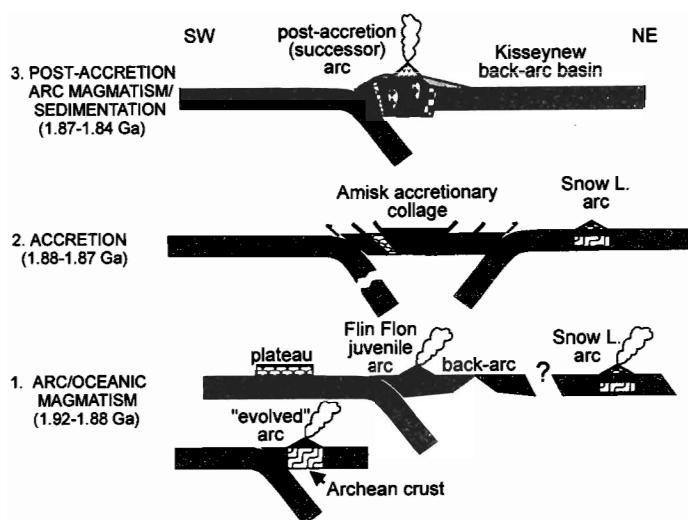 SW
NE
post-accretion
(successor)
arc
Kisseynew
back-arc basin
3. POST-ACCRETION
ARC MAGMATISM/
SEDIMENTATION
(1.87-1.84 Ga)
Amisk accretionary
collage
Snow L.
arc
2. ACCRETION
(1.88-1.87 Ga)
Flin Flon
juvenile
arc
plateau
back-arc
?
Snow L.
arc
1. ARC/OCEANIC
MAGMATISM
(1.92-1.88 Ga)
"evolved"
arc
Archean crust